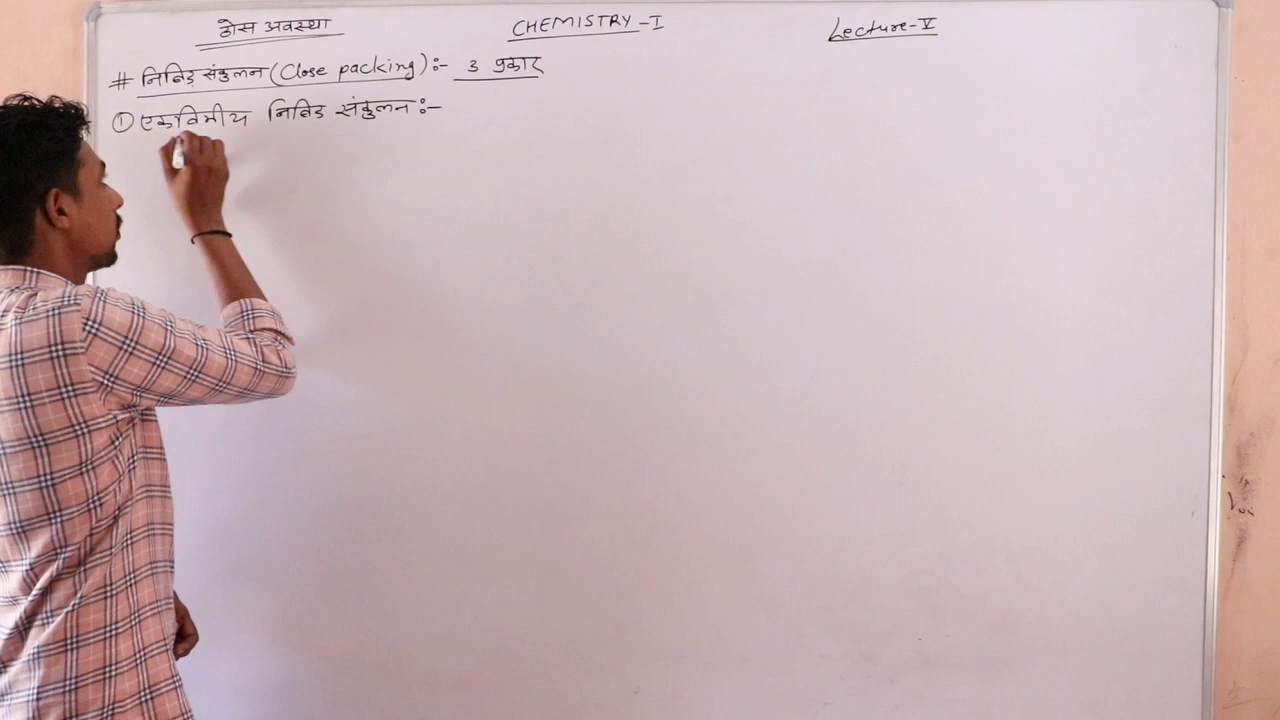 ठोस अवस्था CHEMISTRY-I Lecture-V
# निबिड़ संकुलन (Close packing):- 3 प्रकार
① एकविमीय निबिड संकुलन:-